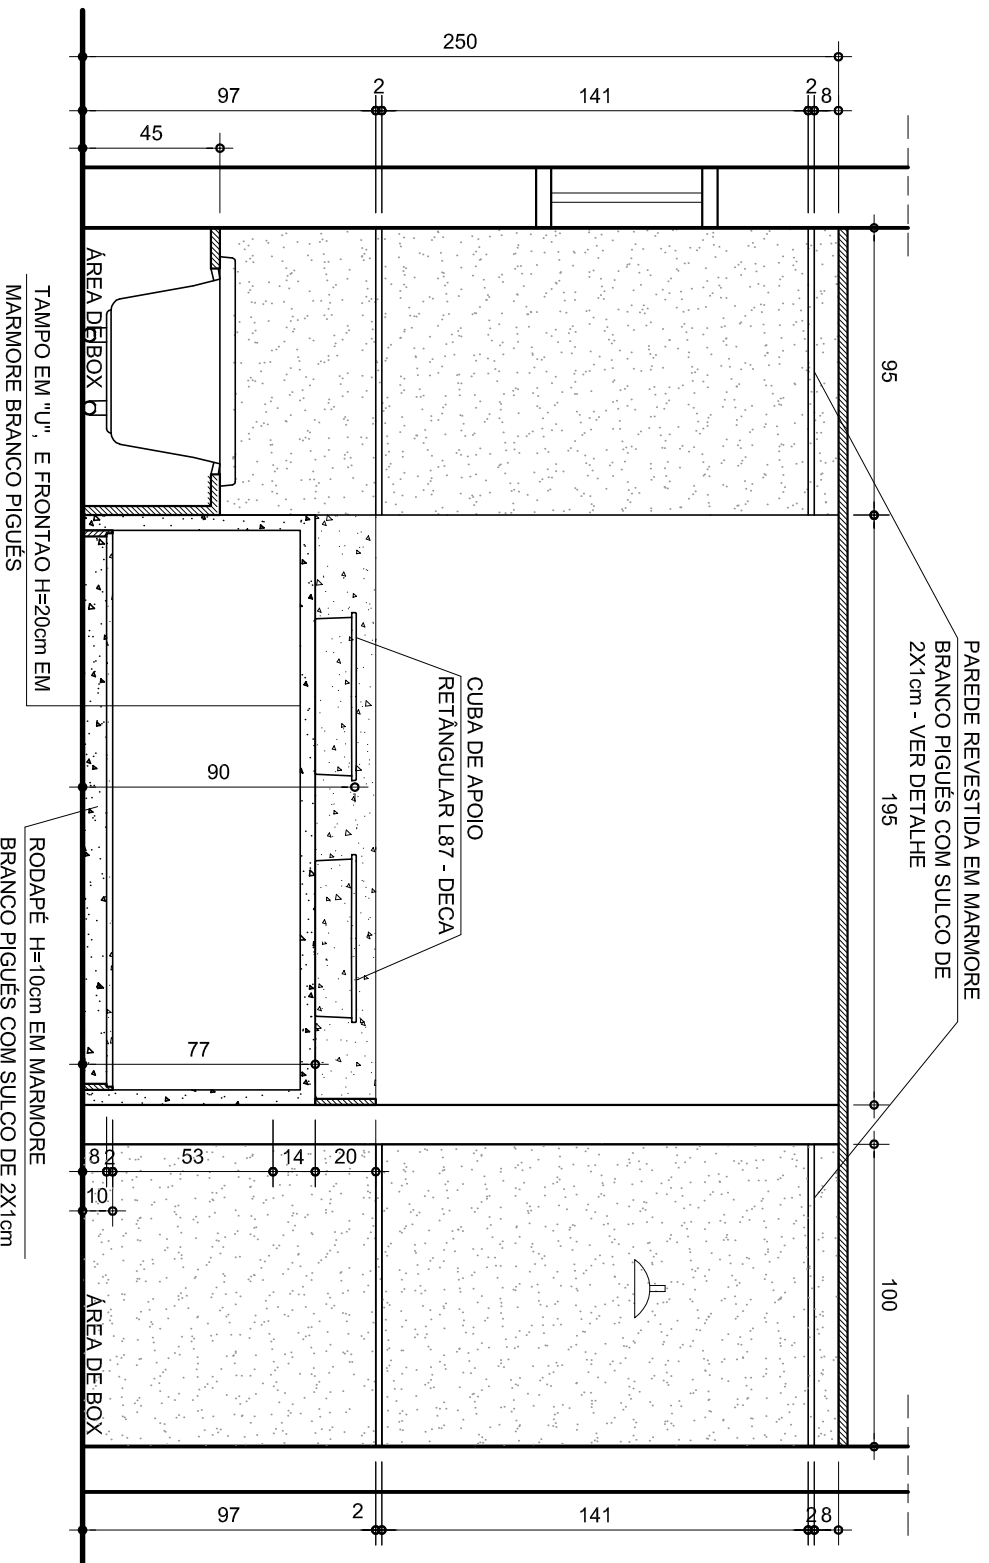 PAREDE REVESTIDA EM MARMORE
BRANCO PIGUÉS COM SULCO DE
2X1cm - VER DETALHE
95
195
100
250
97
2
141
2
8
45
CUBA DE APOIO
RETÂNGULAR L87 - DECA
90
77
8
2
53
14
20
10
97
2
141
2
8
ÁREA DE BOX
ÁREA DE BOX
TAMPO EM "U", E FRONTAO H=20cm EM
MARMORE BRANCO PIGUÉS
RODAPÉ H=10cm EM MARMORE
BRANCO PIGUÉS COM SULCO DE 2X1cm